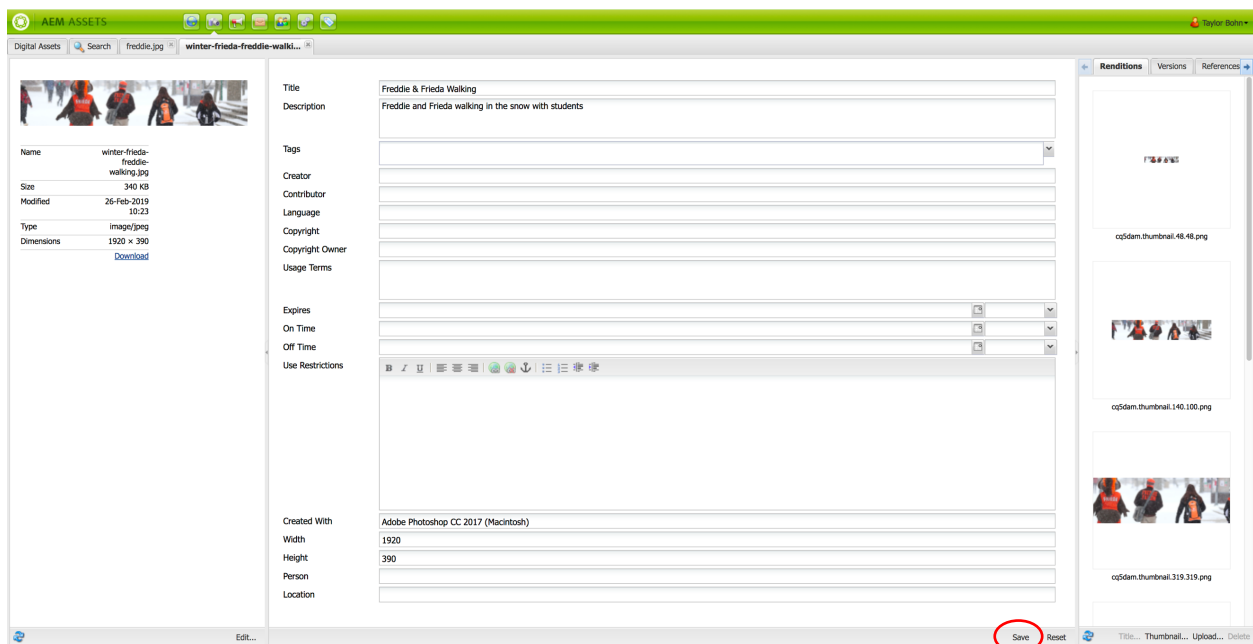 AEM ASSETS
Taylor Bohn
Digital Assets
Search
freddie.jpg
winter-frieda-freddie-walki...
Name
winter-frieda-
freddie-
walking.jpg
Size
340 KB
Modified
26-Feb-2019
10:23
Type
image/jpeg
Dimensions
1920 × 390
Download
Edit...
Title
Freddie & Frieda Walking
Description
Freddie and Frieda walking in the snow with students
Tags
Creator
Contributor
Language
Copyright
Copyright Owner
Usage Terms
Expires
On Time
Off Time
Use Restrictions
B I U
Created With
Adobe Photoshop CC 2017 (Macintosh)
Width
1920
Height
390
Person
Location
Save
Reset
Renditions
Versions
References
cq5dam.thumbnail.48.48.png
cq5dam.thumbnail.140.100.png
cq5dam.thumbnail.319.319.png
Title... Thumbnail... Upload... Delete